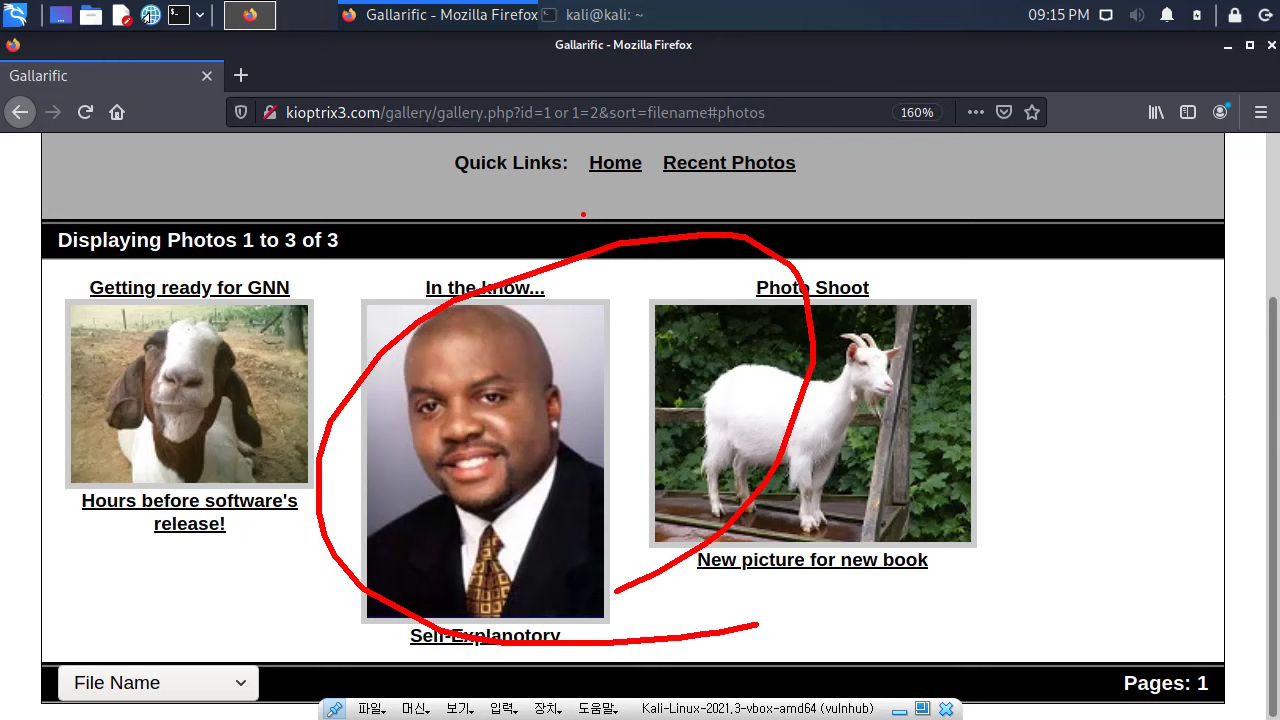 Gallarific - Mozilla Firefox
kali@kali: ~
09:15 PM
Gallarific - Mozilla Firefox
Gallarific
kioptrix3.com/gallery/gallery.php?id=1 or 1=2&sort=filename#photos
160%
Quick Links: Home Recent Photos
Displaying Photos 1 to 3 of 3
Getting ready for GNN
In the know...
Photo Shoot
Hours before software's
release!
New picture for new book
Self-Explanotory
File Name
Pages: 1
파일 머신 보기 입력 장치 도움말 Kali-Linux-2021.3-vbox-amd64 (vulnhub)